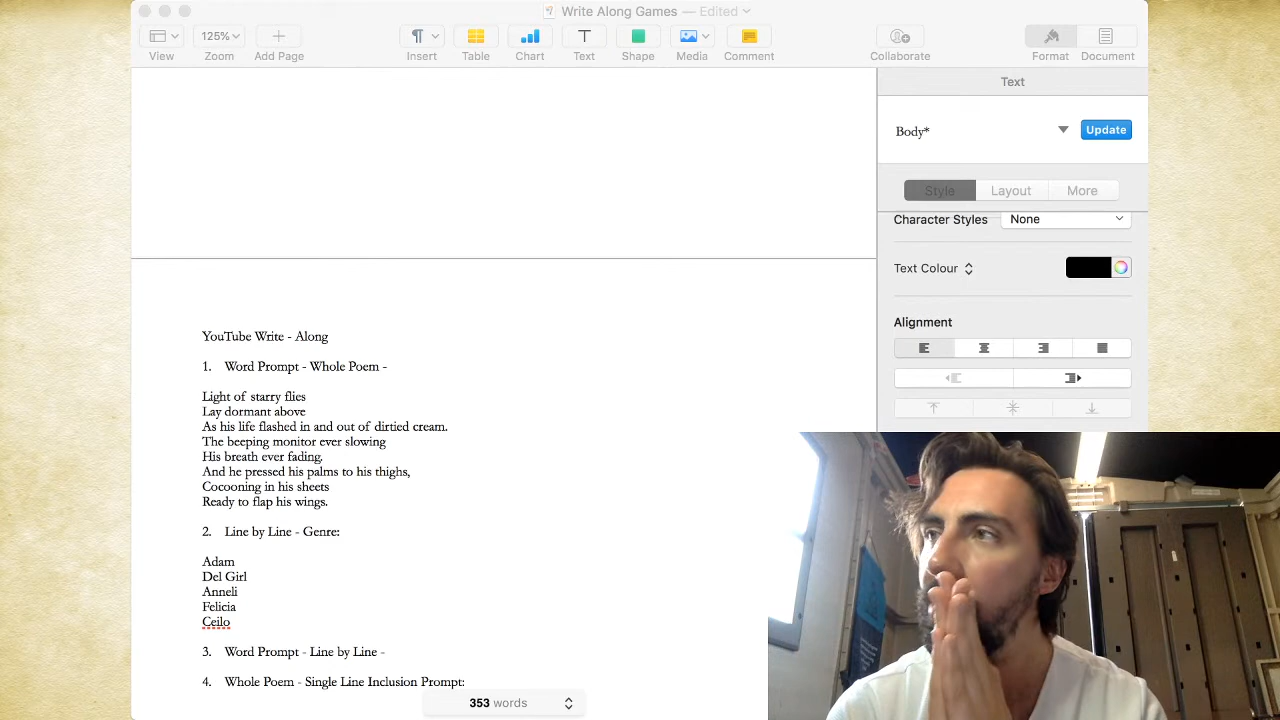 Write Along Games — Edited
125%
View
Zoom
Add Page
Insert
Table
Chart
Text
Shape
Media
Comment
Collaborate
Format
Document
Text
Body*
Update
Style
Layout
More
Character Styles
None
Text Colour
Alignment
YouTube Write - Along
1. Word Prompt - Whole Poem -
Light of starry flies
Lay dormant above
As his life flashed in and out of dirtied cream.
The beeping monitor ever slowing
His breath ever fading.
And he pressed his palms to his thighs,
Cocooning in his sheets
Ready to flap his wings.
2. Line by Line - Genre:
Adam
Del Girl
Anneli
Felicia
Ceilo
3. Word Prompt - Line by Line -
4. Whole Poem - Single Line Inclusion Prompt:
353 words